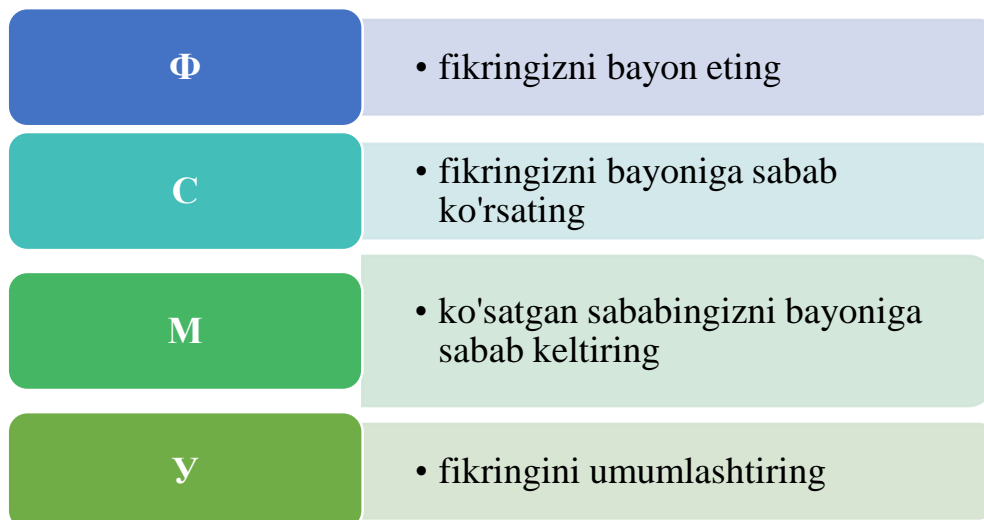 Ф
• fikringizni bayon eting
С
• fikringizni bayoniga sabab
ko'rsating
М
• ko'satgan sababingizni bayoniga
sabab keltiring
У
• fikringini umumlashtiring